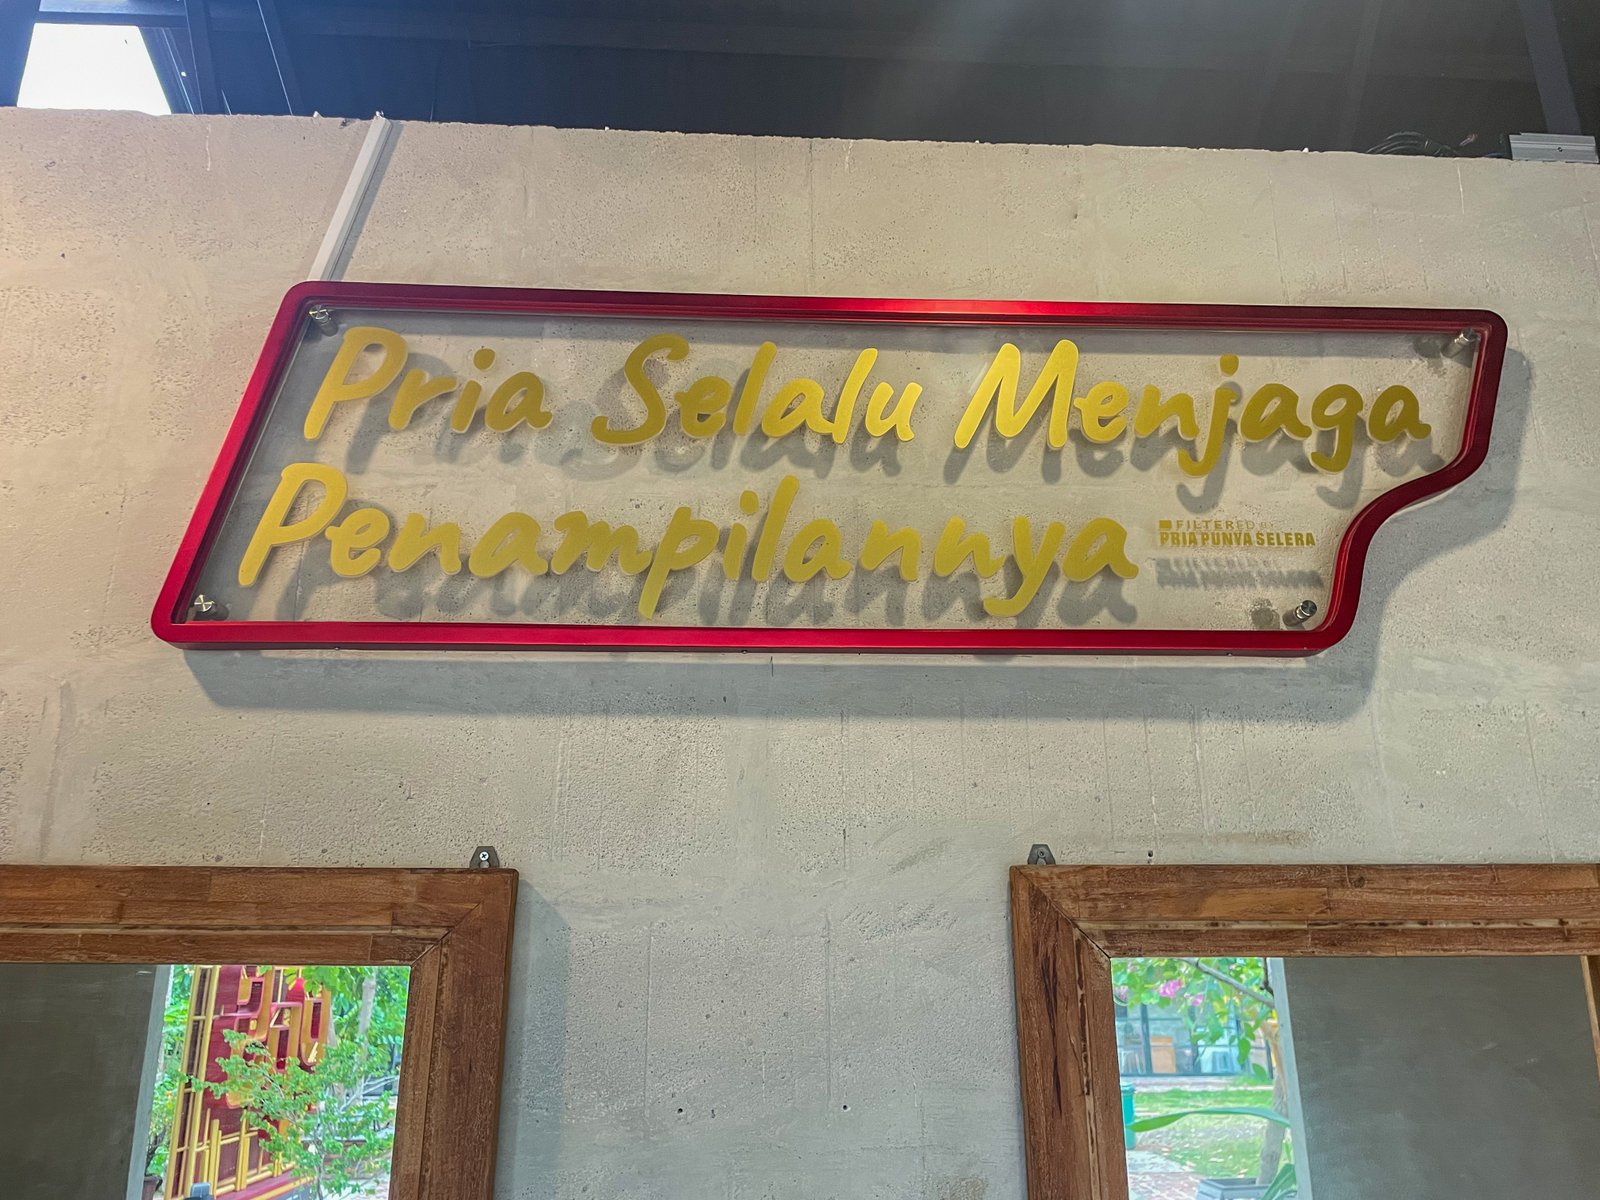 Pria Selalu Menjaga
Penampilannya
FILTERED BY
PRIA PUNYA SELERA